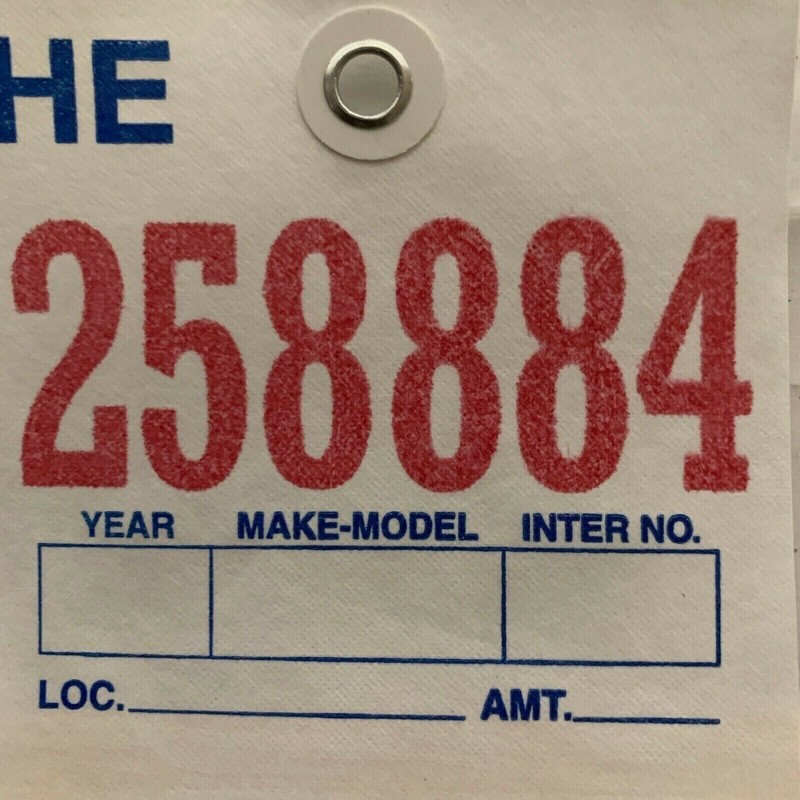 HE
258884
YEAR MAKE-MODEL INTER NO.
LOC. AMT.